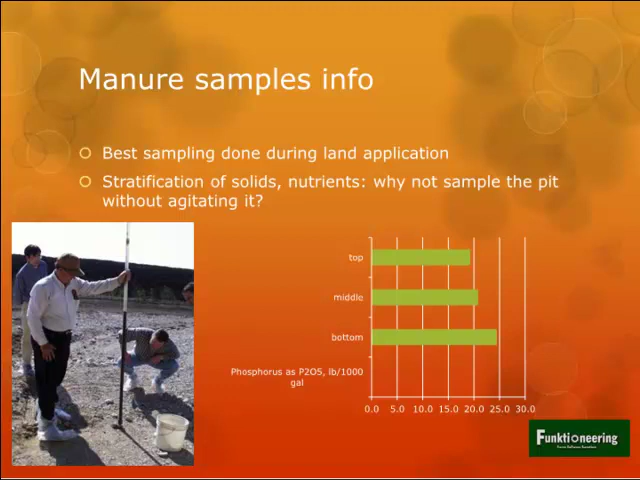 Manure samples info
Best sampling done during land application
Stratification of solids, nutrients: why not sample the pit
without agitating it?
top
middle
bottom
Phosphorus as P2O5, lb/1000
gal
0.0 5.0 10.0 15.0 20.0 25.0 30.0
Funktioneering